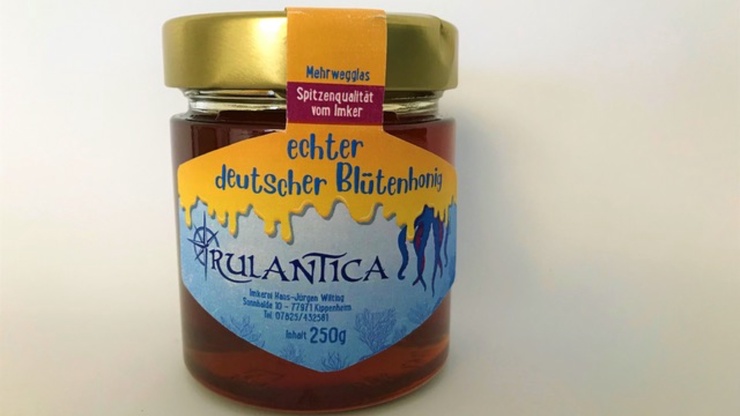 Mehrwegglas
Spitzenqualität
vom Imker
echter
deutscher Blütenhonig
RULANTICA
Imkerei Hans-Jürgen Wilting
Sonnhalde 10 - 77971 Kippenheim
Tel. 07825/432581
Inhalt 250g